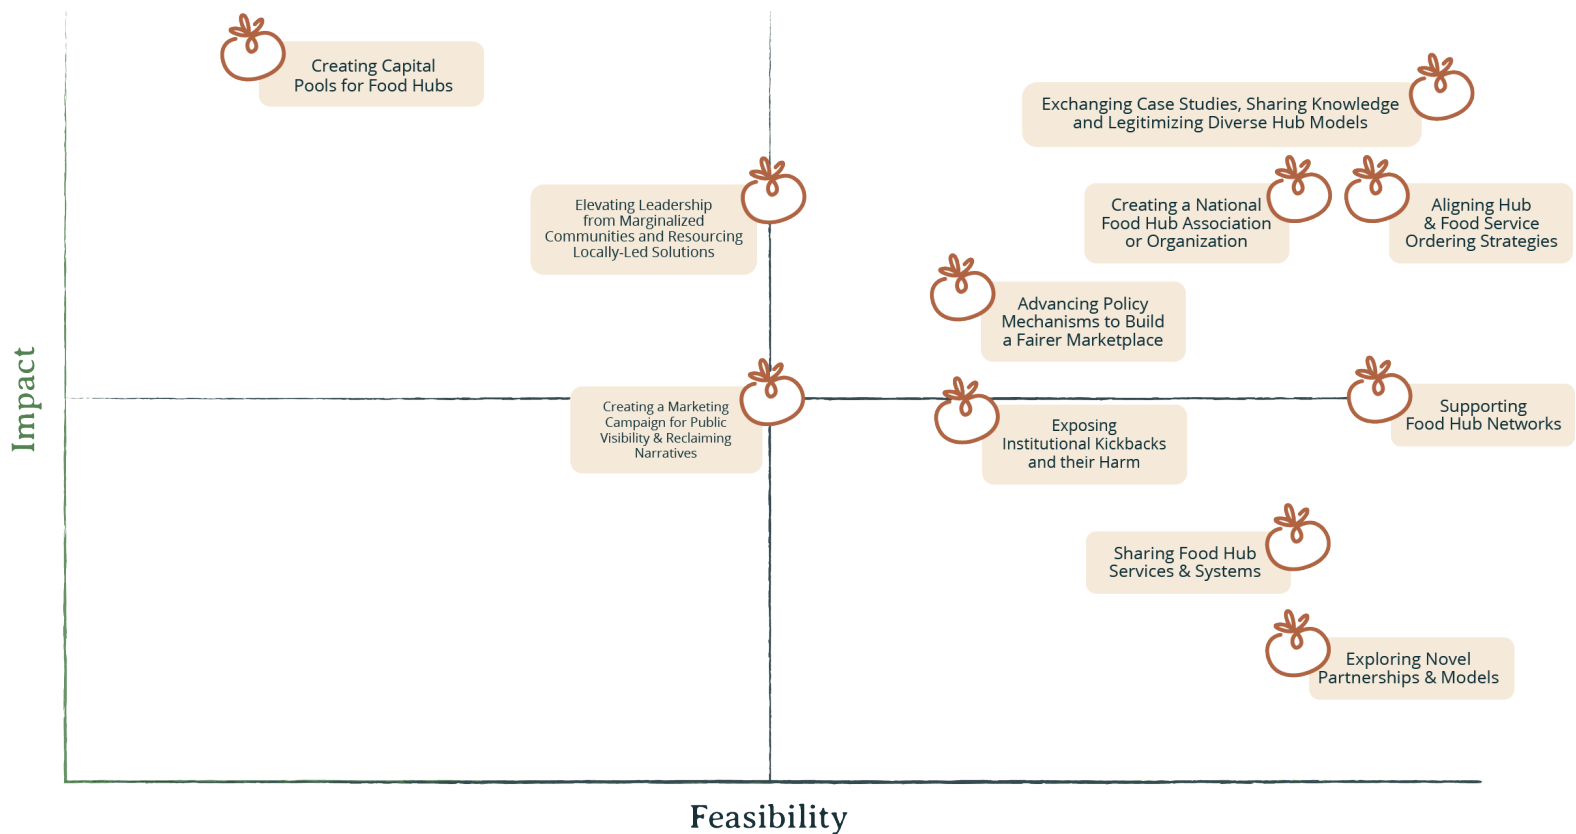 Creating Capital
Pools for Food Hubs
Exchanging Case Studies, Sharing Knowledge
and Legitimizing Diverse Hub Models
Elevating Leadership
from Marginalized
Communities and Resourcing
Locally-Led Solutions
Creating a National
Food Hub Association
or Organization
Aligning Hub
& Food Service
Ordering Strategies
Advancing Policy
Mechanisms to Build
a Fairer Marketplace
Impact
Creating a Marketing
Campaign for Public
Visibility & Reclaiming
Narratives
Exposing
Institutional Kickbacks
and their Harm
Supporting
Food Hub Networks
Sharing Food Hub
Services & Systems
Exploring Novel
Partnerships & Models
Feasibility